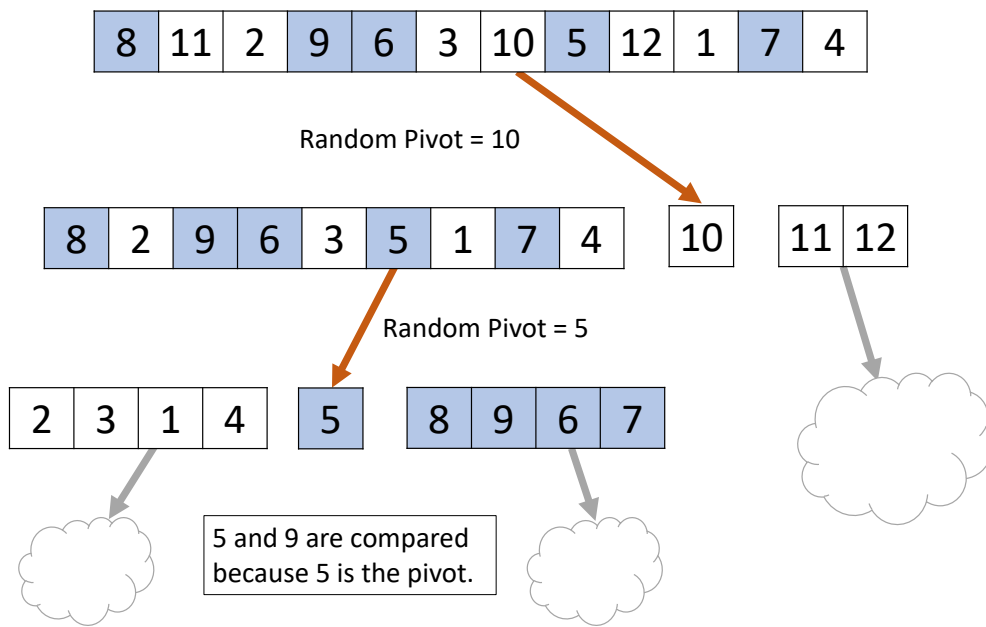 8 11 2 9 6 3 10 5 12 1 7 4
Random Pivot = 10
8 2 9 6 3 5 1 7 4 10 11 12
Random Pivot = 5
2 3 1 4 5 8 9 6 7
5 and 9 are compared
because 5 is the pivot.